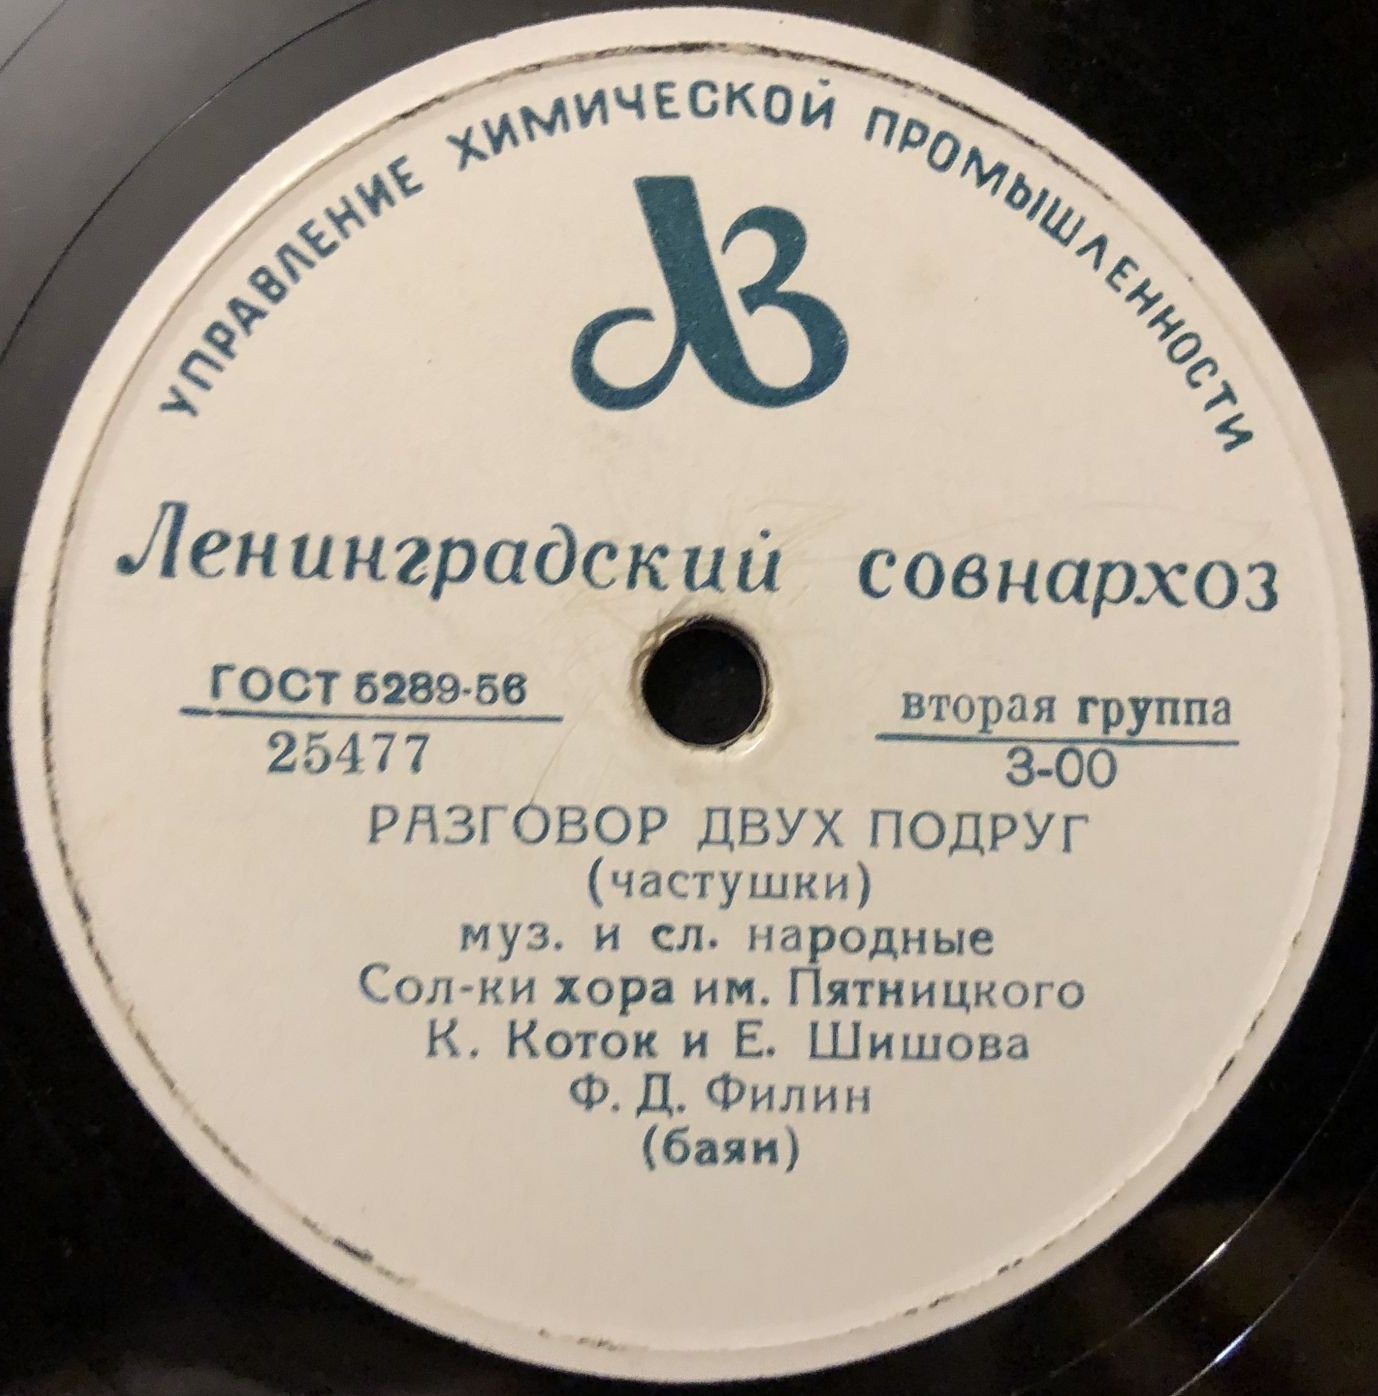 УПРАВЛЕНИЕ ХИМИЧЕСКОЙ ПРОМЫШЛЕННОСТИ
ЛЗ
Ленинградский совнархоз
ГОСТ 5289-56
25477
вторая группа
3-00
РАЗГОВОР ДВУХ ПОДРУГ
(частушки)
муз. и сл. народные
Сол-ки хора им. Пятницкого
К. Коток и Е. Шишова
Ф. Д. Филин
(баян)